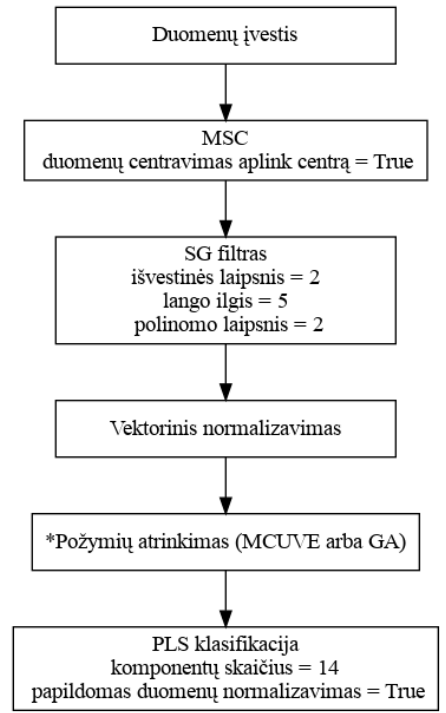 Duomenų įvestis
MSC
duomenų centravimas aplink centrą = True
SG filtras
išvestinės laipsnis = 2
lango ilgis = 5
polinomo laipsnis = 2
Vektorinis normalizavimas
*Požymių atrinkimas (MCUVE arba GA)
PLS klasifikacija
komponentų skaičius = 14
papildomas duomenų normalizavimas = True